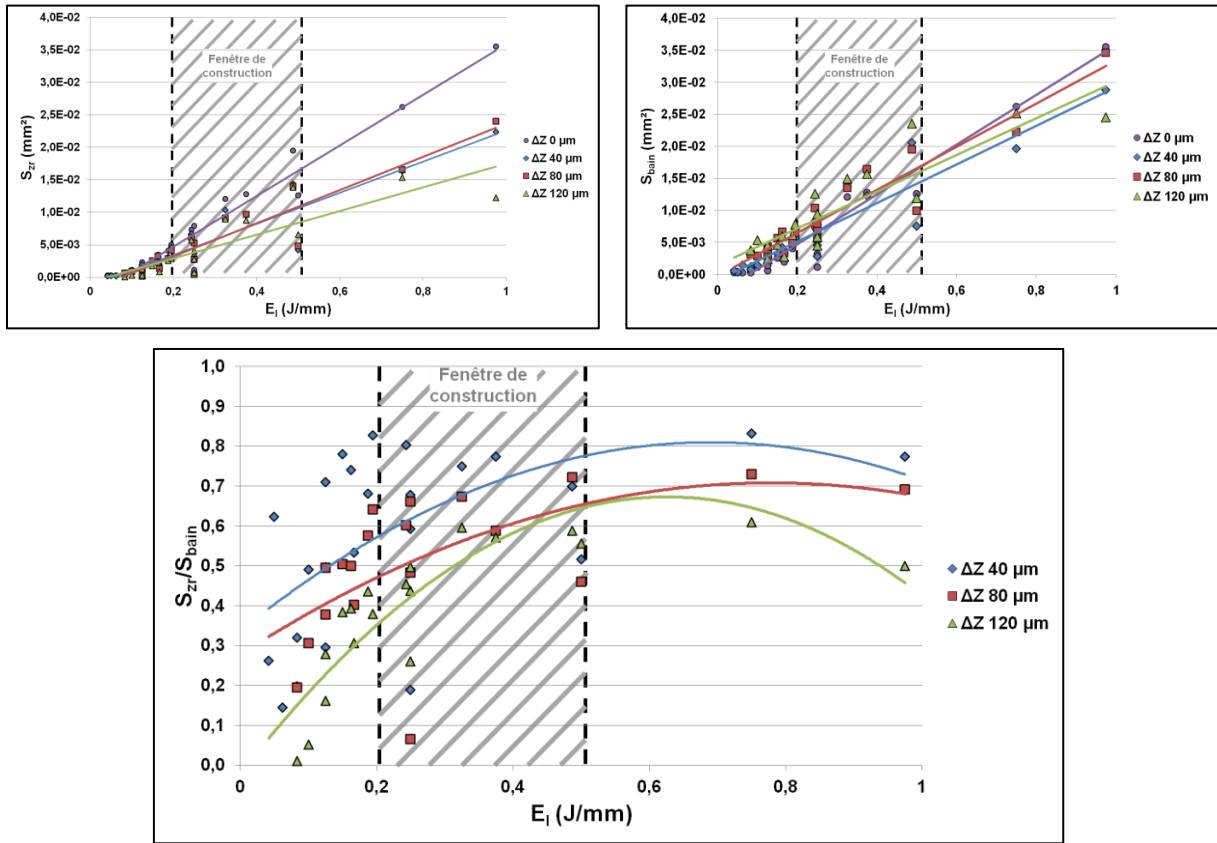 4,0E-02
3,5E-02
3,0E-02
2,5E-02
2,0E-02
1,5E-02
1,0E-02
5,0E-03
0,0E+00
S_zr (mm²)
Fenêtre de
construction
0
0,2
0,4
0,6
0,8
1
E_l (J/mm)
ΔZ 0 µm
ΔZ 40 µm
ΔZ 80 µm
ΔZ 120 µm
4,0E-02
3,5E-02
3,0E-02
2,5E-02
2,0E-02
1,5E-02
1,0E-02
5,0E-03
0,0E+00
S_bain (mm²)
Fenêtre de
construction
0
0,2
0,4
0,6
0,8
1
E_l (J/mm)
ΔZ 0 µm
ΔZ 40 µm
ΔZ 80 µm
ΔZ 120 µm
1,0
0,9
0,8
0,7
0,6
0,5
0,4
0,3
0,2
0,1
0,0
S_zr/S_bain
Fenêtre de
construction
0
0,2
0,4
0,6
0,8
1
E_l (J/mm)
ΔZ 40 µm
ΔZ 80 µm
ΔZ 120 µm